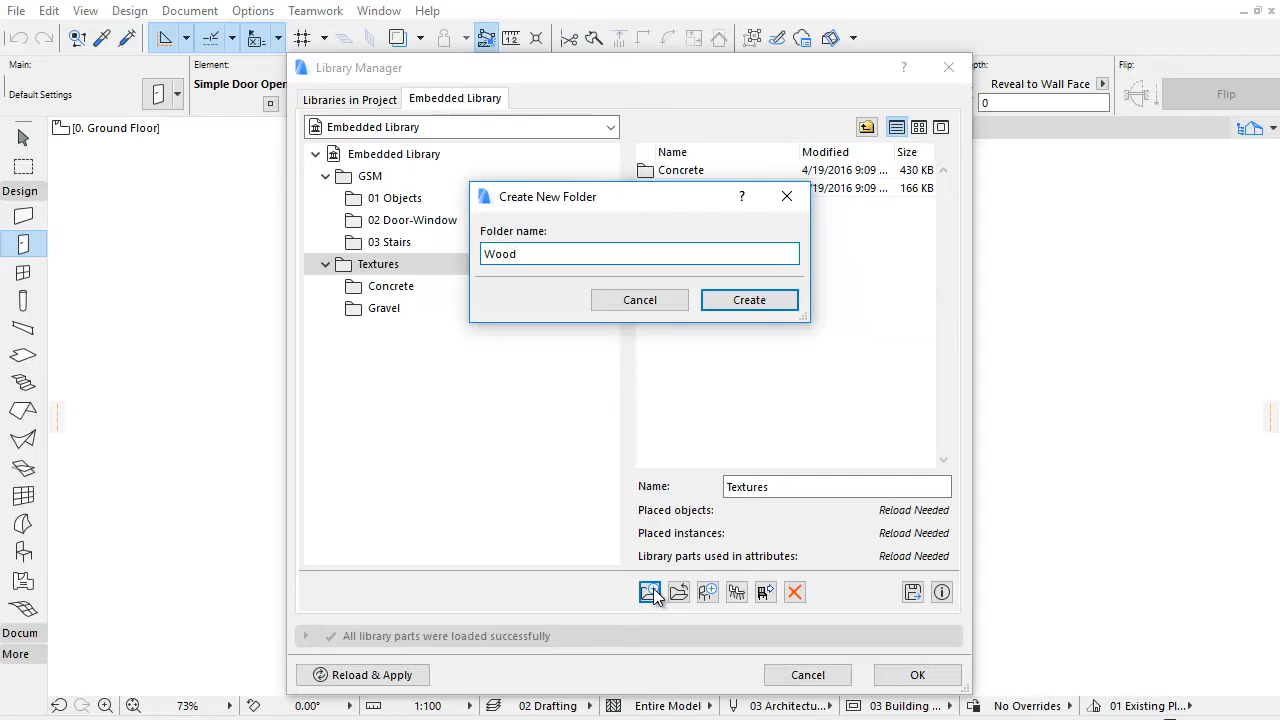 File Edit View Design Document Options Teamwork Window Help
Main:
Default Settings
Element:
Simple Door Open
Reveal to Wall Face
0
Flip:
Flip
[0. Ground Floor]
Design
Docum
More
Library Manager
Libraries in Project
Embedded Library
Embedded Library
Embedded Library
GSM
01 Objects
02 Door-Window
03 Stairs
Textures
Concrete
Gravel
Name Modified Size
Concrete 4/19/2016 9:09 ... 430 KB
/19/2016 9:09 ... 166 KB
Create New Folder
Folder name:
Wood
Cancel Create
Name: Textures
Placed objects: Reload Needed
Placed instances: Reload Needed
Library parts used in attributes: Reload Needed
All library parts were loaded successfully
Reload & Apply Cancel OK
73% 0.00° 1:100 02 Drafting Entire Model 03 Architectu... 03 Building ... No Overrides 01 Existing Pl...